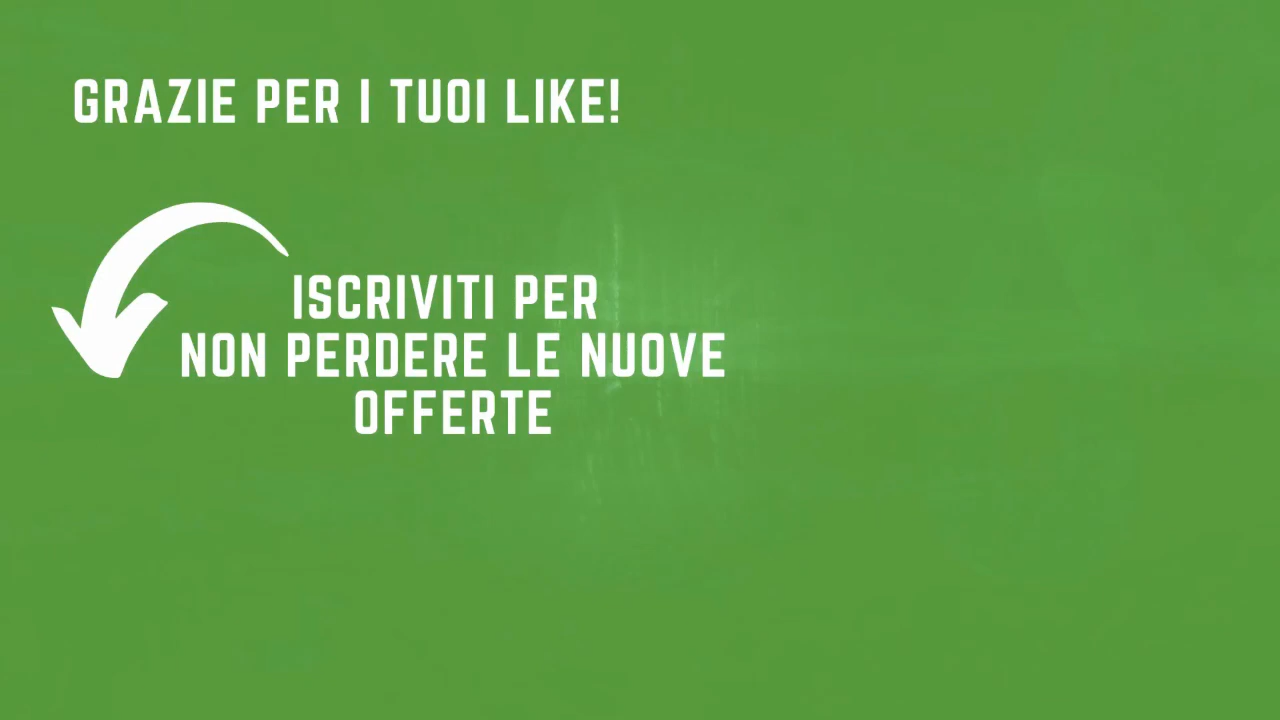 GRAZIE PER I TUOI LIKE!
ISCRIVITI PER
NON PERDERE LE NUOVE
OFFERTE